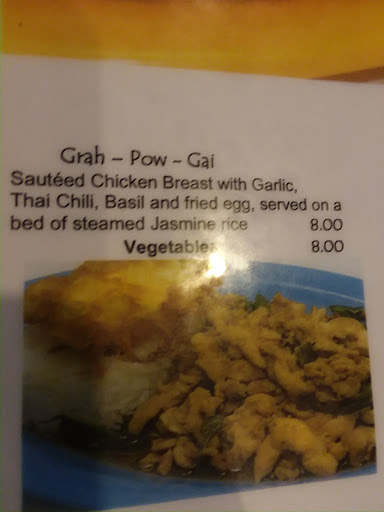 Grah – Pow – Gai
Sautéed Chicken Breast with Garlic,
Thai Chili, Basil and fried egg, served on a
bed of steamed Jasmine rice 8.00
Vegetables 8.00